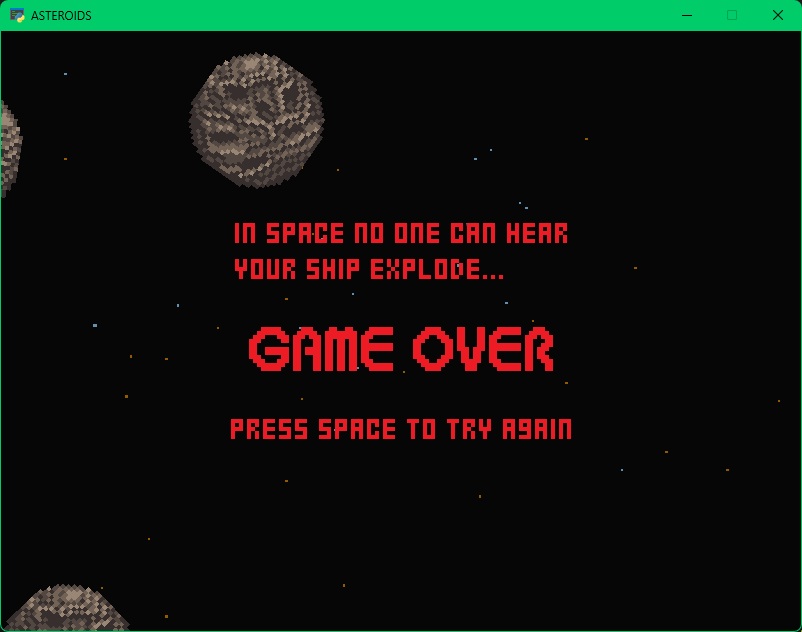 ASTEROIDS
IN SPACE NO ONE CAN HEAR
YOUR SHIP EXPLODE...
GAME OVER
PRESS SPACE TO TRY AGAIN